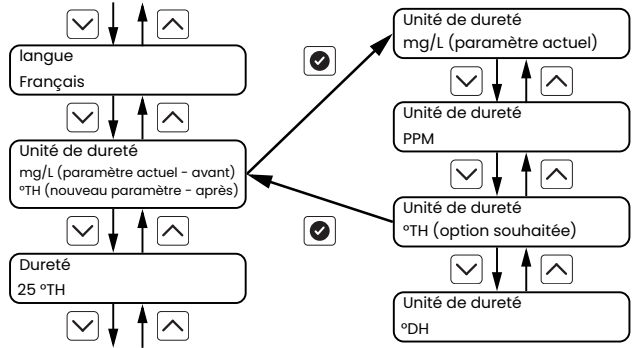 langue
Français
Unité de dureté
mg/L (paramètre actuel - avant)
°TH (nouveau paramètre - après)
Dureté
25 °TH
Unité de dureté
mg/L (paramètre actuel)
Unité de dureté
PPM
Unité de dureté
°TH (option souhaitée)
Unité de dureté
°DH